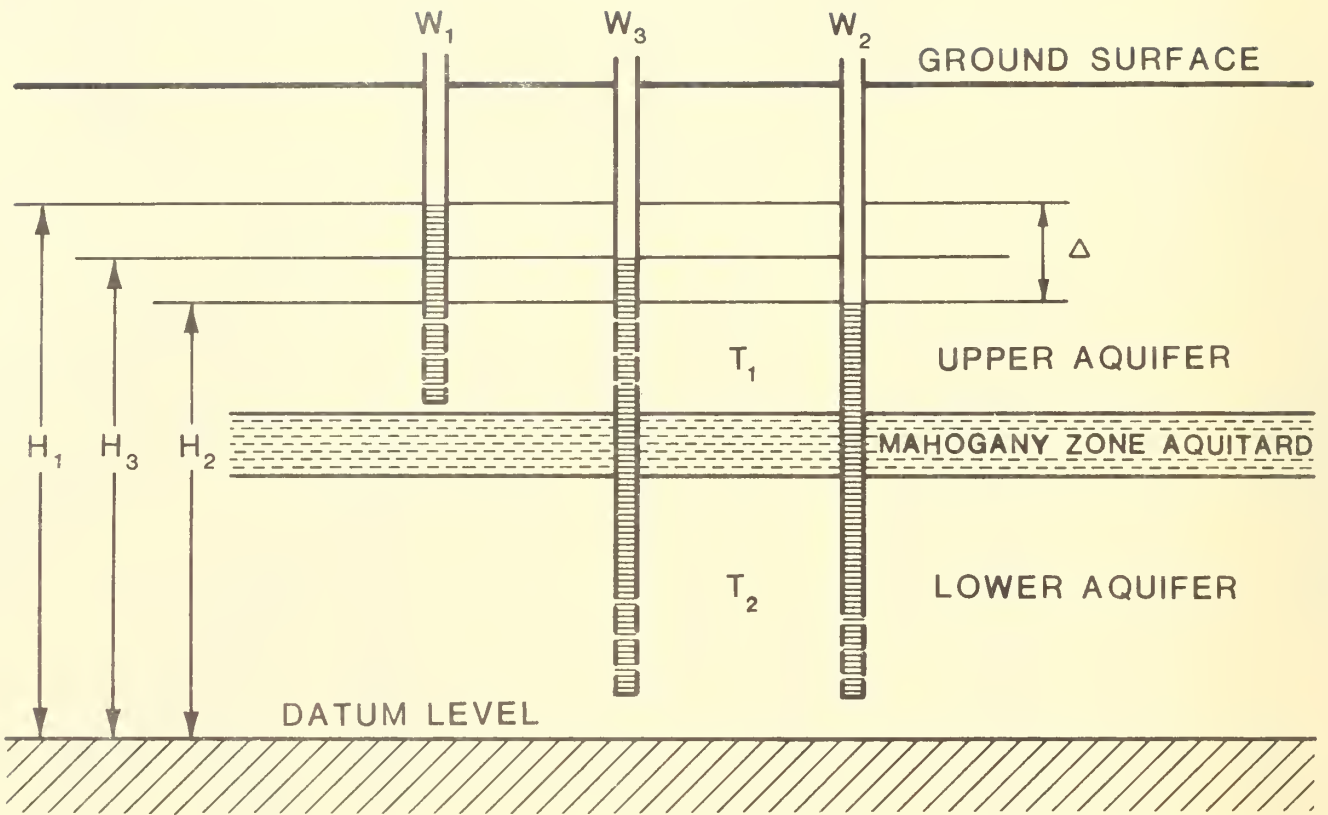 W₁ W₃ W₂
GROUND SURFACE
Δ
T₁ UPPER AQUIFER
H₁ H₃ H₂ MAHOGANY ZONE AQUITARD
T₂ LOWER AQUIFER
DATUM LEVEL